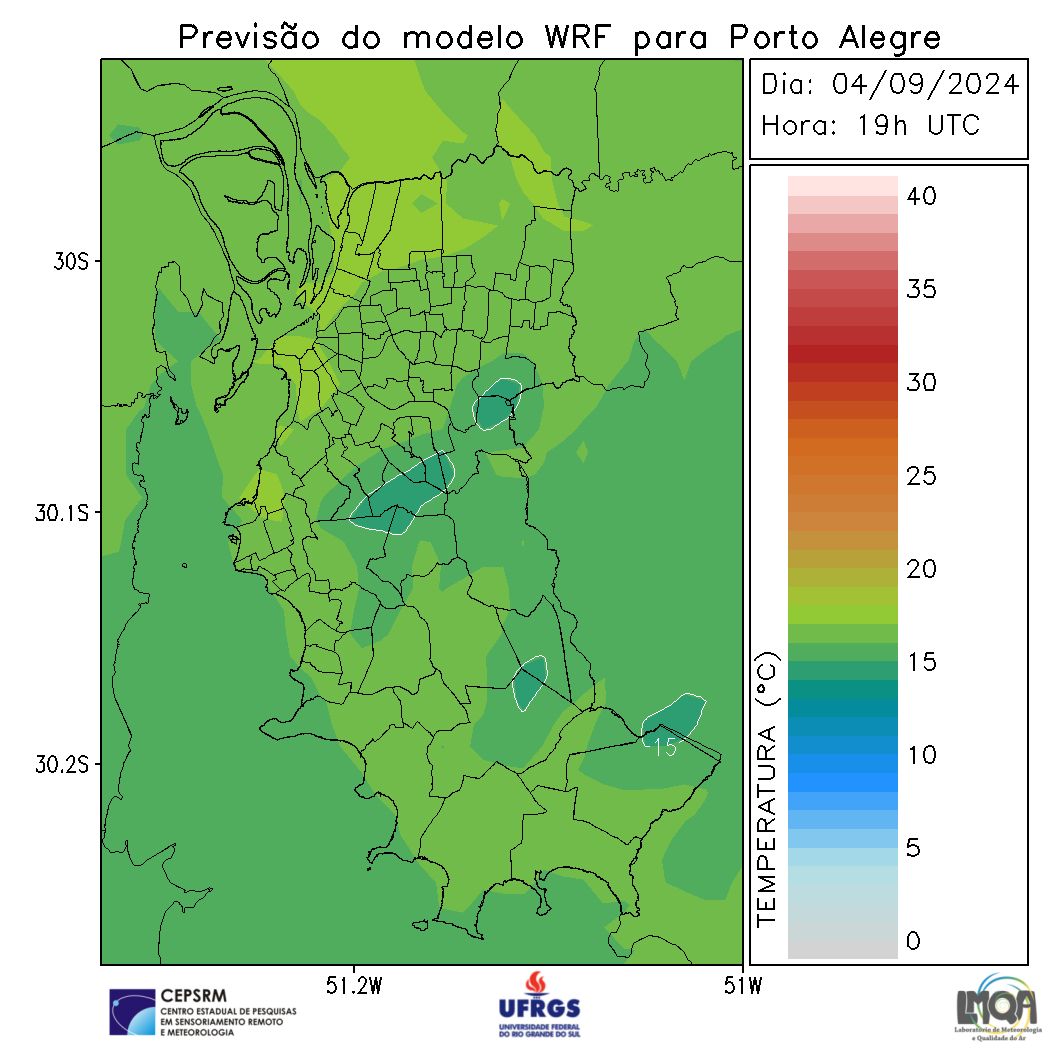 Previsão do modelo WRF para Porto Alegre
Dia: 04/09/2024
Hora: 19h UTC
40
35
30
25
20
15
10
5
0
TEMPERATURA (°C)
30S
30.1S
30.2S
15
51.2W
51W
CEPSRM
CENTRO ESTADUAL DE PESQUISAS
EM SENSORIAMENTO REMOTO
E METEOROLOGIA
UFRGS
UNIVERSIDADE FEDERAL
DO RIO GRANDE DO SUL
LMQA
Laboratório de Meteorologia
e Qualidade do Ar